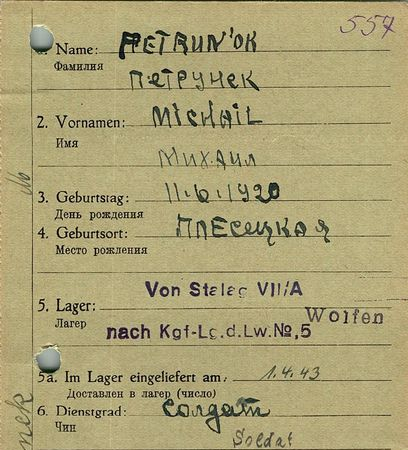 557
1. Name: PETRUN'OK
Фамилия ПЕТРУНЕК
2. Vornamen: MICHAIL
Имя
МИХАИЛ
3. Geburtstag: 11.6.1920
День рождения
4. Geburtsort: ПЛЕСЕЦКАЯ
Место рождения
Von Stalag VII/A
5. Lager: Wolfen
Лагерь nach Kgf-Lg.d.Lw.No,5
5a. Im Lager eingeliefert am: 1.4.43
Доставлен в лагерь (число)
6. Dienstgrad: солдат
Чин
Soldat